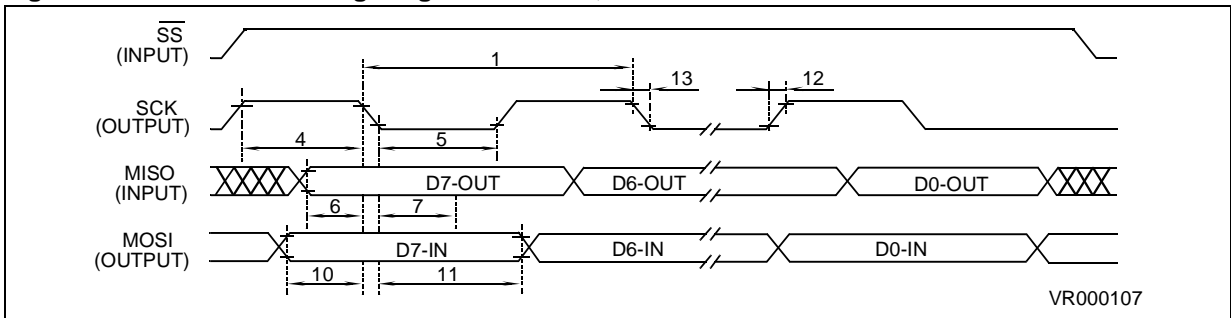 SS
(INPUT)
1
13
12
SCK
(OUTPUT)
4
5
MISO
(INPUT)
D7-OUT
D6-OUT
D0-OUT
6
7
MOSI
(OUTPUT)
D7-IN
D6-IN
D0-IN
10
11
VR000107